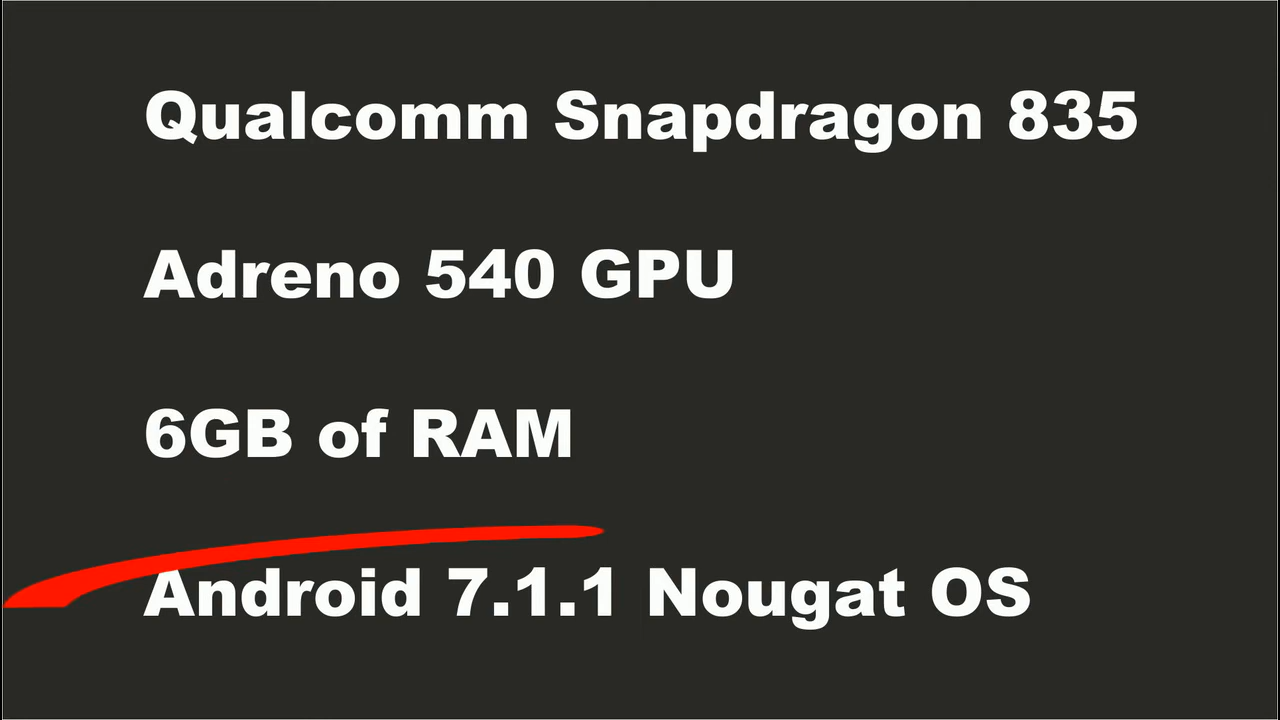 Qualcomm Snapdragon 835
Adreno 540 GPU
6GB of RAM
Android 7.1.1 Nougat OS